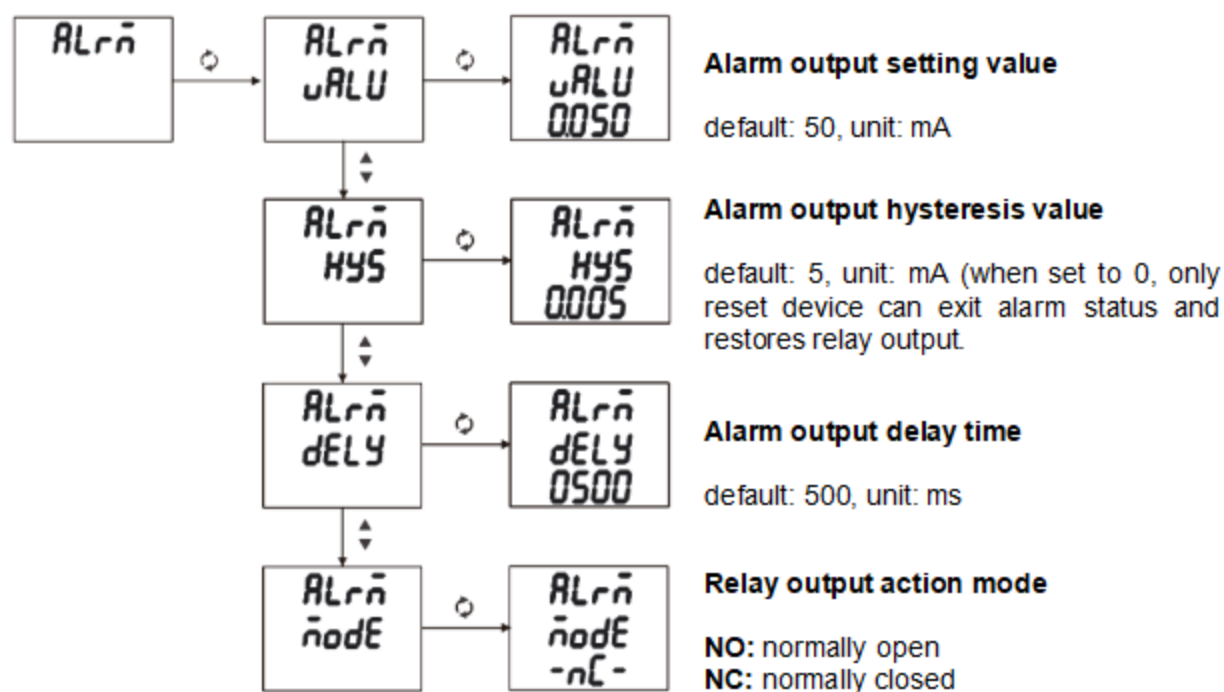 ALrm
ALrm
vALU
ALrm
vALU
0.050
Alarm output setting value
default: 50, unit: mA
ALrm
HYS
ALrm
HYS
0.005
Alarm output hysteresis value
default: 5, unit: mA (when set to 0, only
reset device can exit alarm status and
restores relay output.
ALrm
dELY
ALrm
dELY
0500
Alarm output delay time
default: 500, unit: ms
ALrm
modE
ALrm
modE
-nC-
Relay output action mode
NO: normally open
NC: normally closed